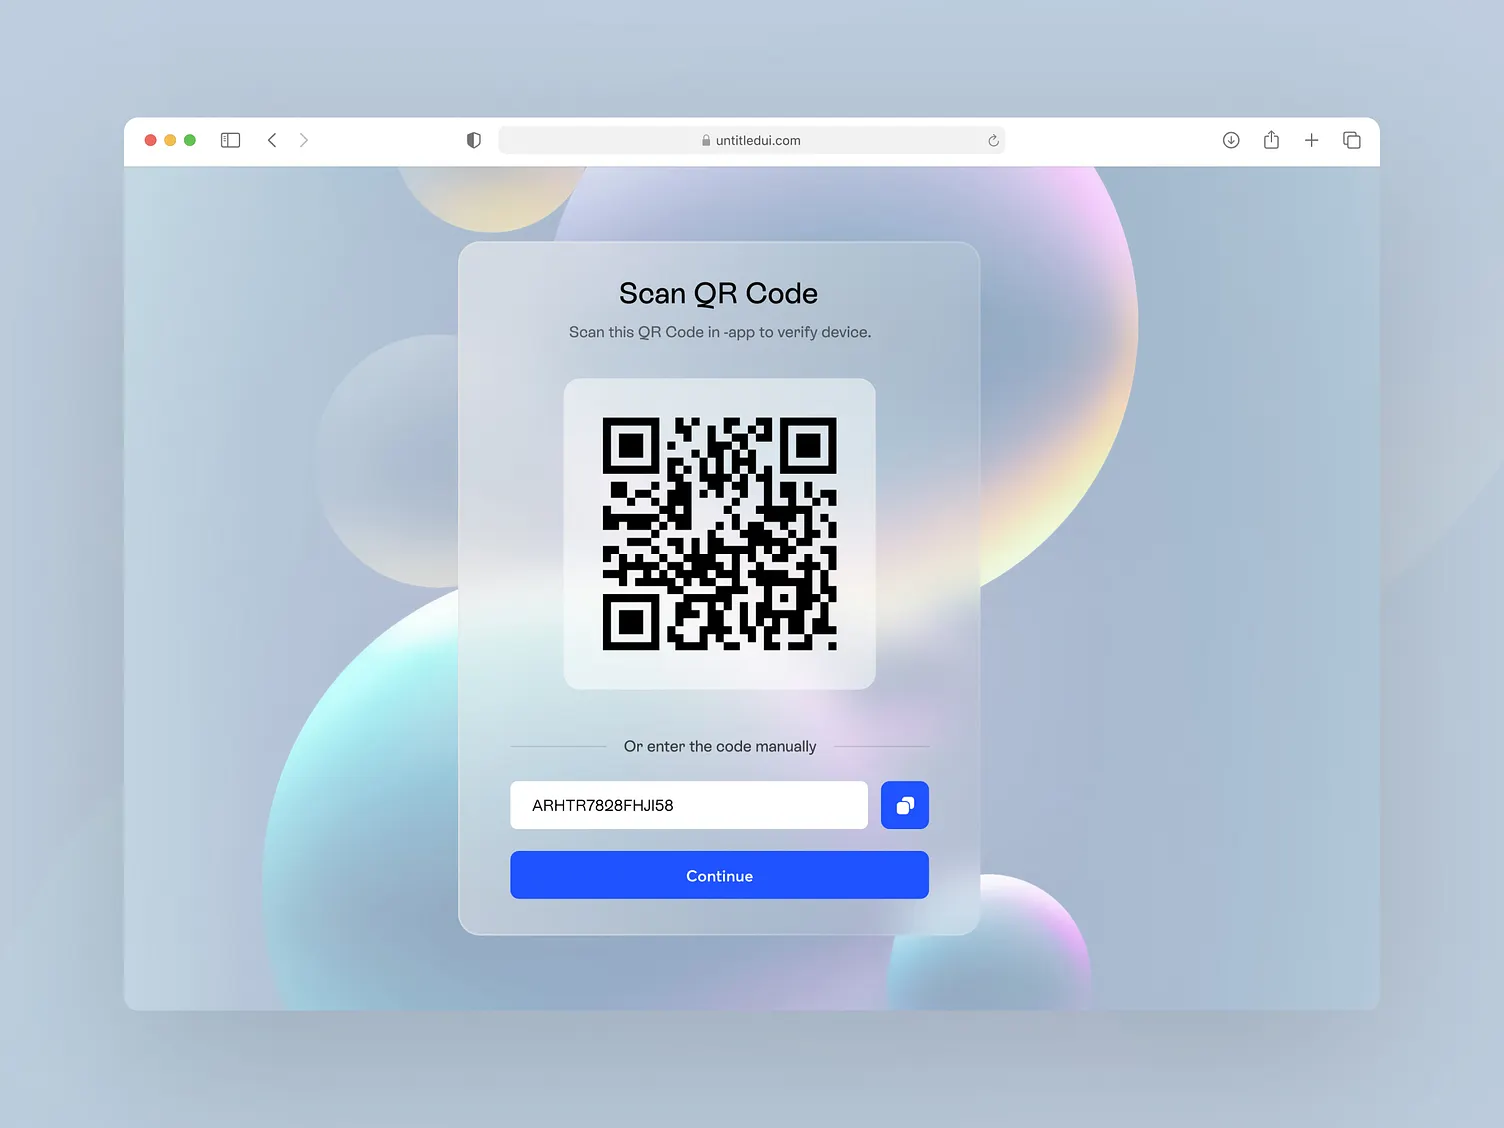 untitledui.com
Scan QR Code
Scan this QR Code in -app to verify device.
Or enter the code manually
ARHTR7828FHJI58
Continue